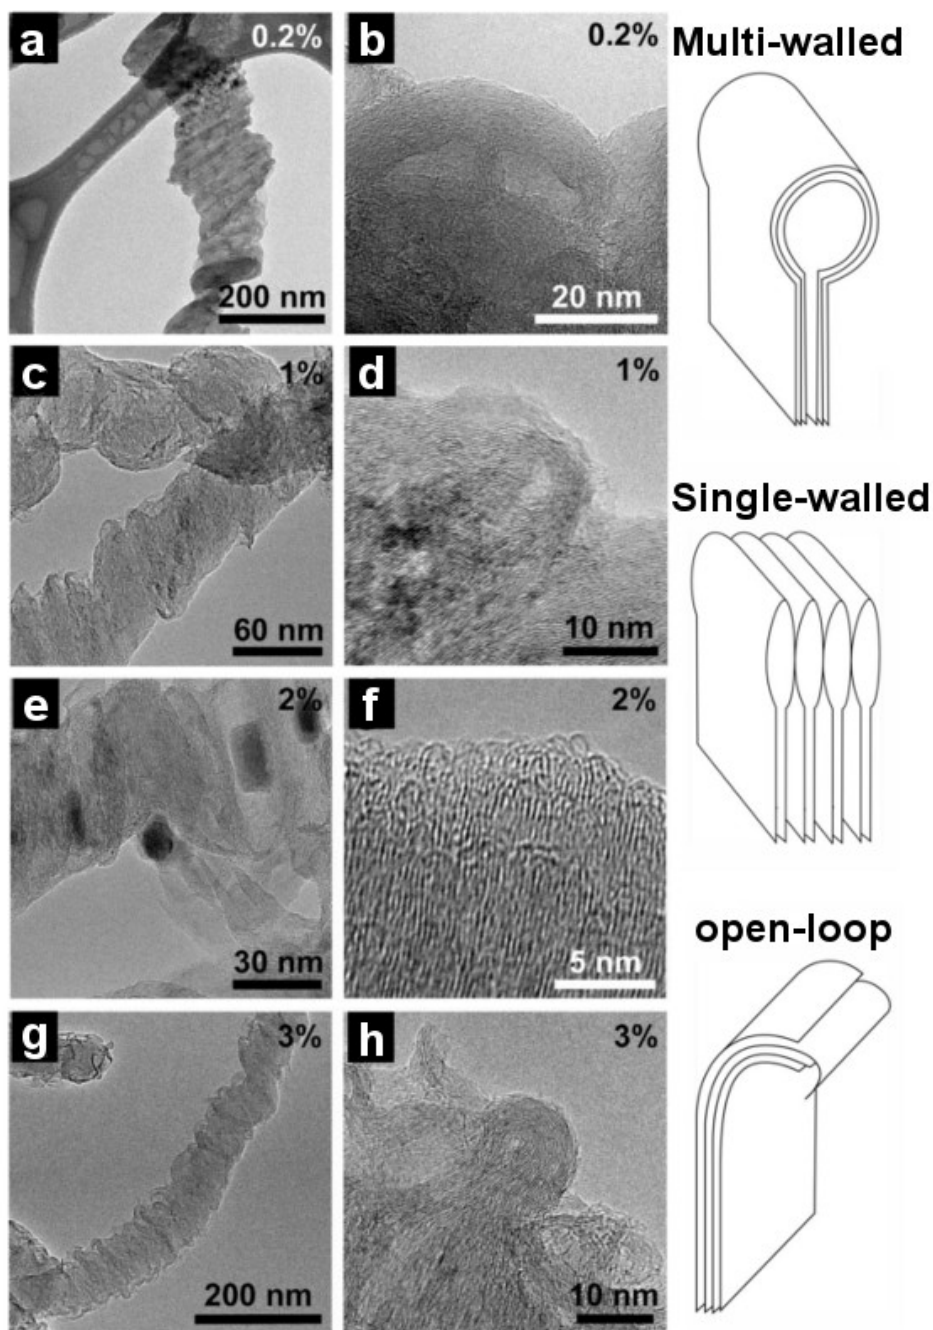 a
0.2%
200 nm
b
0.2%
20 nm
Multi-walled
c
1%
60 nm
d
1%
10 nm
Single-walled
e
2%
30 nm
f
2%
5 nm
open-loop
g
3%
200 nm
h
3%
10 nm